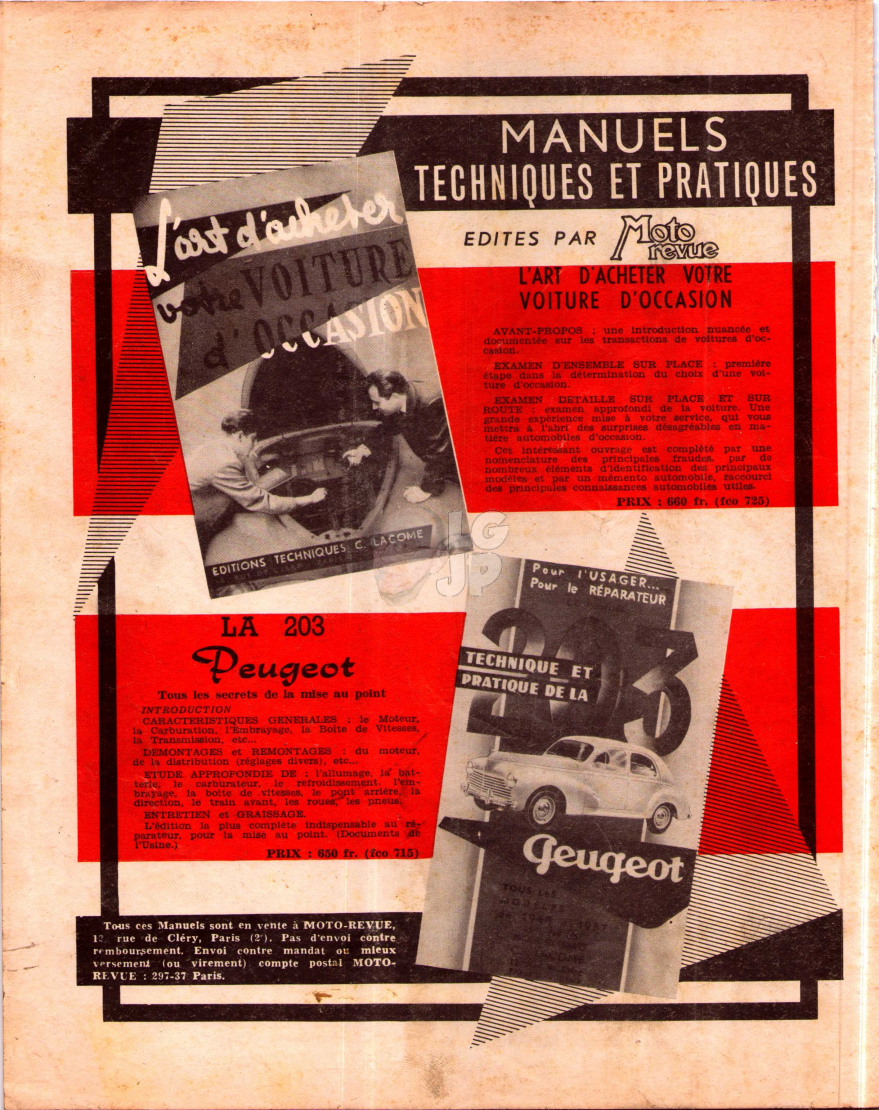 MANUELS
TECHNIQUES ET PRATIQUES
EDITES PAR Moto revue
L'art d'acheter
votre VOITURE
d'OCCASION
EDITIONS TECHNIQUES C. LACOME
L'ART D'ACHETER VOTRE
VOITURE D'OCCASION
AVANT-PROPOS : une introduction nuancée et
documentée sur les transactions de voitures d'oc-
casion.
EXAMEN D'ENSEMBLE SUR PLACE : première
étape dans la détermination du choix d'une voi-
ture d'occasion.
EXAMEN DETAILLE SUR PLACE ET SUR
ROUTE : examen approfondi de la voiture. Une
grande expérience mise à votre service, qui vous
mettra à l'abri des surprises désagréables en ma-
tière automobiles d'occasion.
Cet intéressant ouvrage est complété par une
nomenclature des principales fraudes, par de
nombreux éléments d'identification des principaux
modèles et par un mémento automobile, raccourci
des principales connaissances automobiles utiles.
PRIX : 660 fr. (fco 725)
JG
JP
LA 203
Peugeot
Tous les secrets de la mise au point
INTRODUCTION
CARACTERISTIQUES GENERALES : le Moteur,
la Carburation, l'Embrayage, la Boîte de Vitesses,
la Transmission, etc...
DEMONTAGES et REMONTAGES : du moteur,
de la distribution (réglages divers), etc...
ETUDE APPROFONDIE DE : l'allumage, la bat-
terie, le carburateur, le refroidissement, l'em-
brayage, la boîte de vitesses, le pont arrière, la
direction, le train avant, les roues, les pneus.
ENTRETIEN et GRAISSAGE.
L'édition la plus complète indispensable au ré-
parateur, pour la mise au point. (Documents de
l'Usine.)
PRIX : 650 fr. (fco 715)
Pour l'USAGER...
Pour le RÉPARATEUR
203
TECHNIQUE ET
PRATIQUE DE LA
Peugeot
TOUS LES
MODELES
Tous ces Manuels sont en vente à MOTO-REVUE,
12, rue de Cléry, Paris (2e). Pas d'envoi contre
remboursement. Envoi contre mandat ou mieux
versement (ou virement) compte postal MOTO-
REVUE : 297-37 Paris.